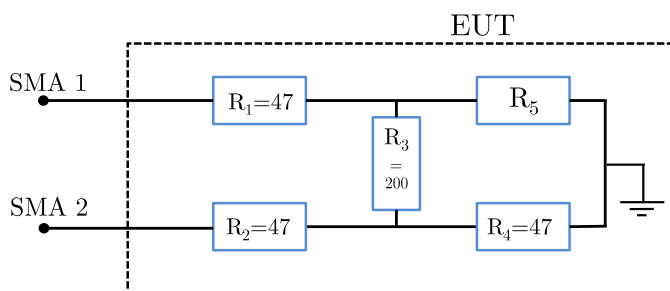 EUT
SMA 1
R₁=47
R₅
R₃
=
200
SMA 2
R₂=47
R₄=47